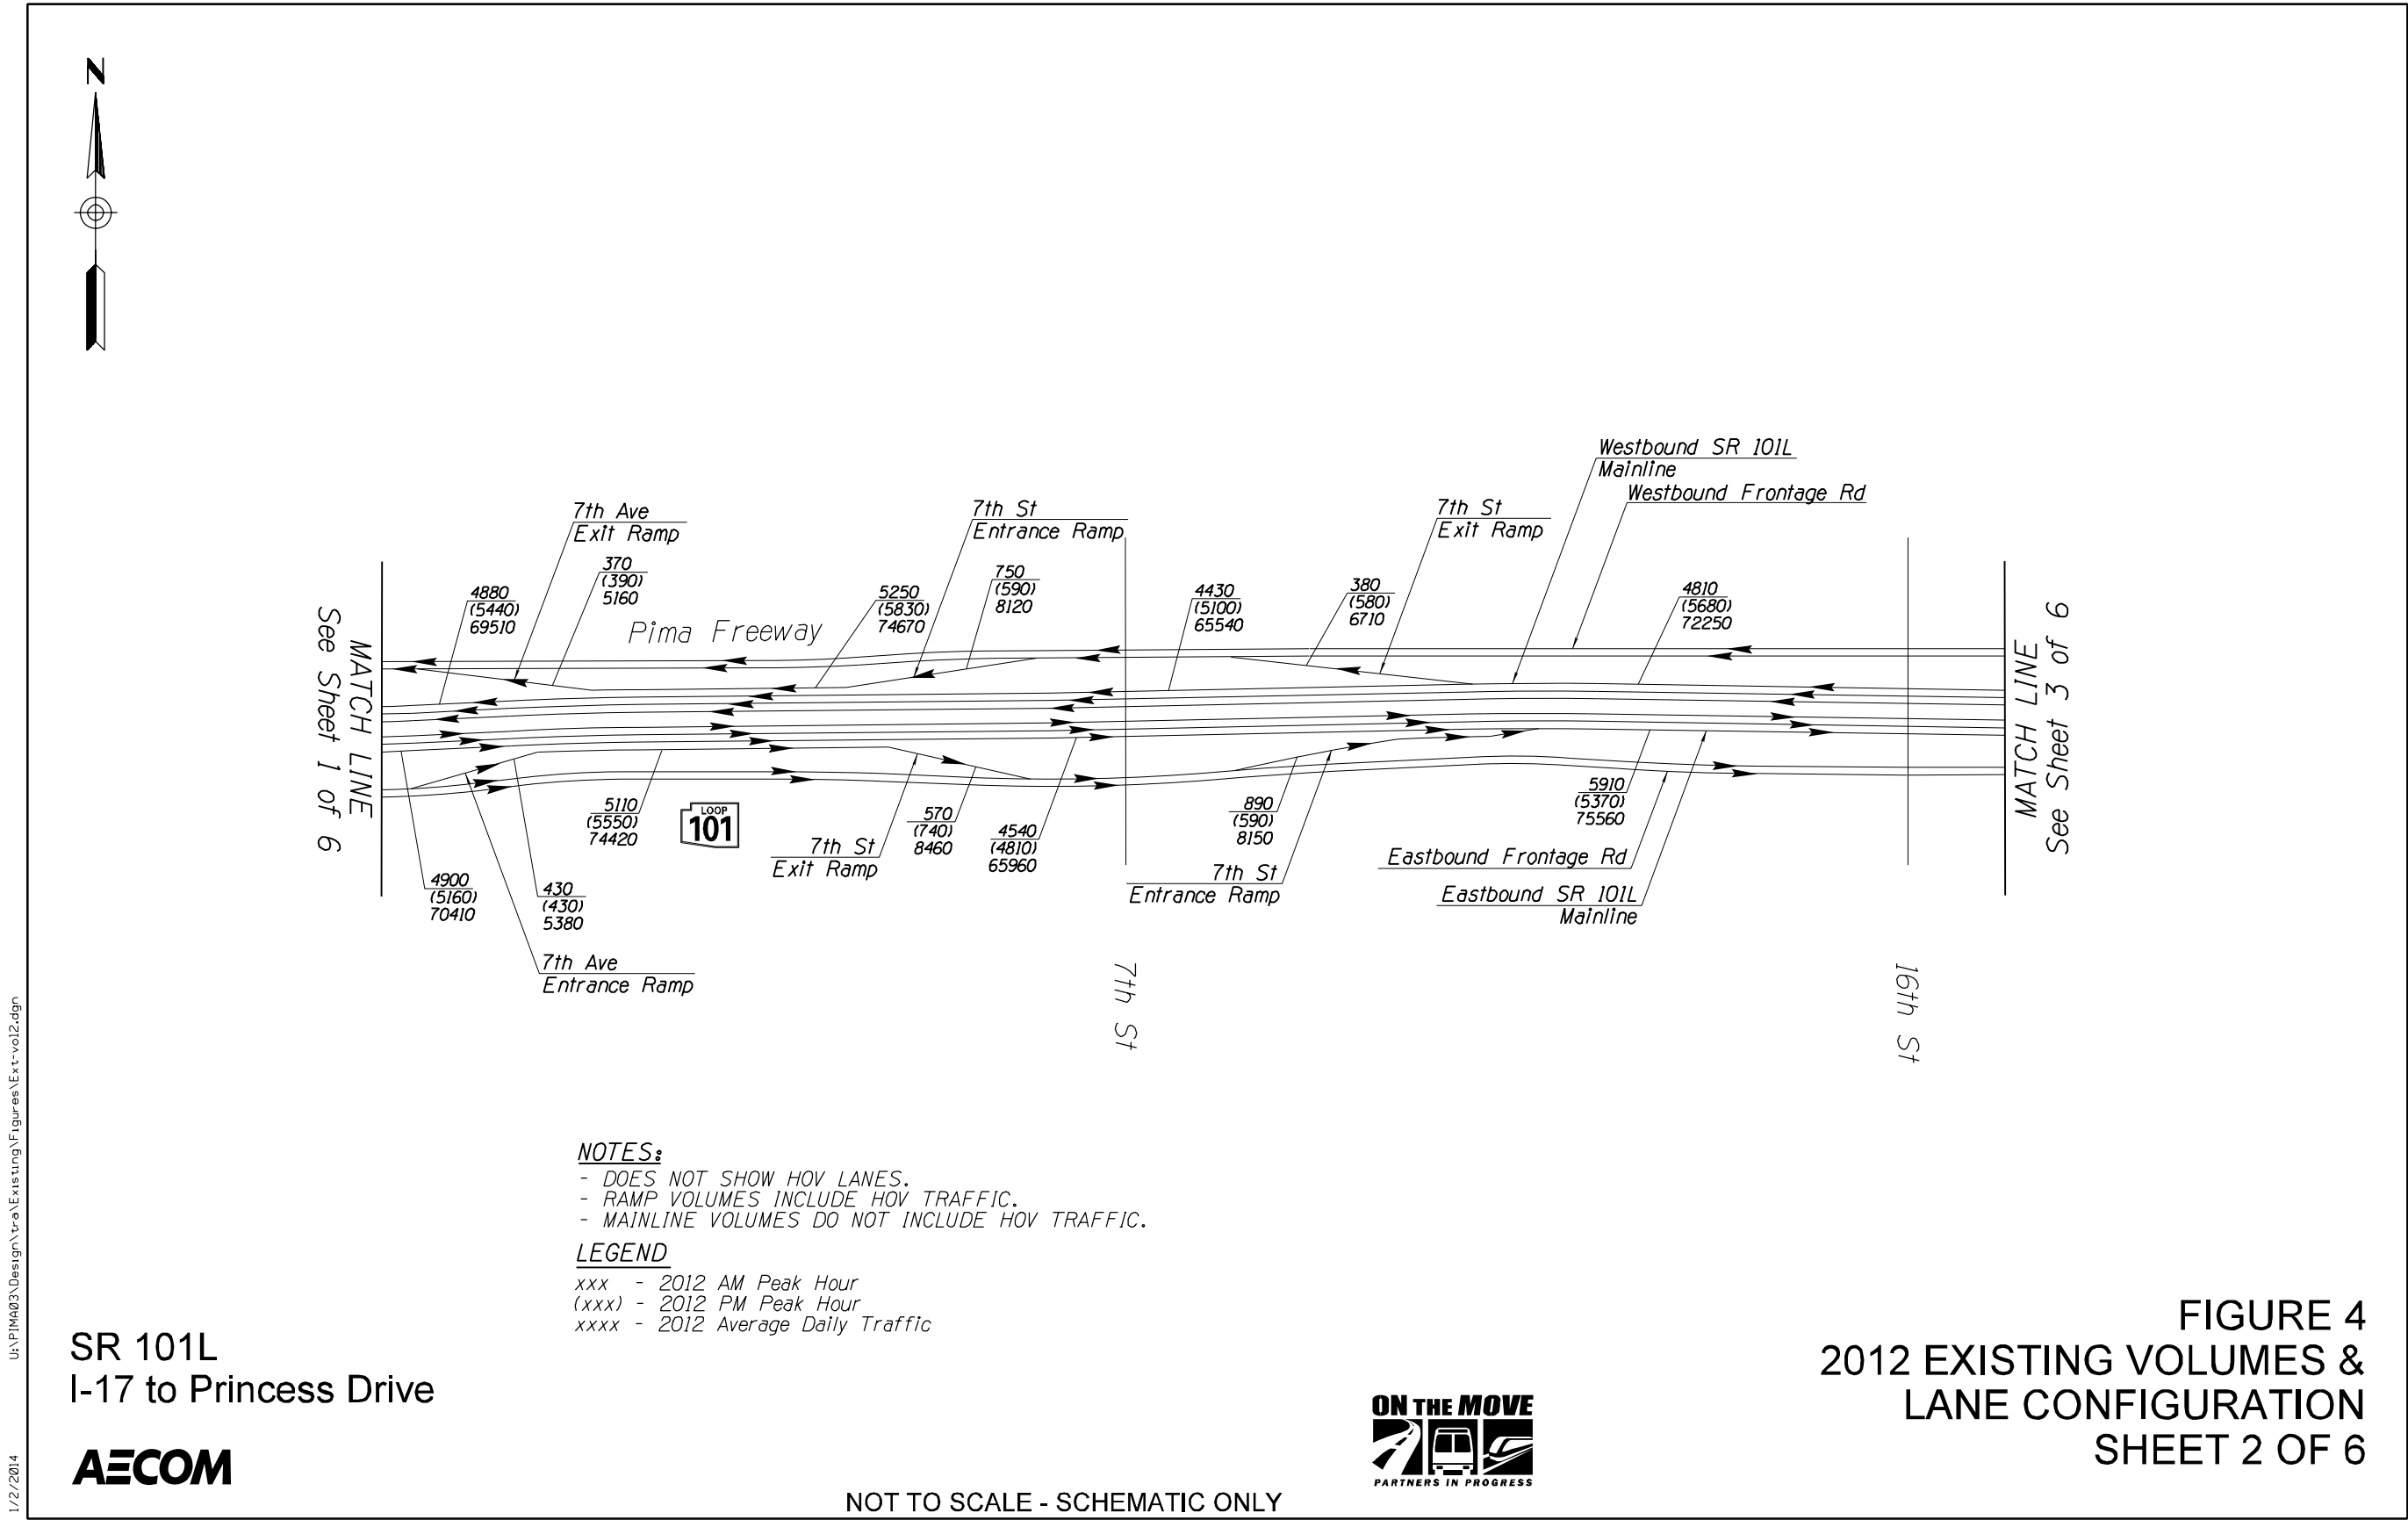 N
Westbound SR 101L
Mainline
Westbound Frontage Rd
7th Ave
Exit Ramp
7th St
Entrance Ramp
7th St
Exit Ramp
370
(390)
5160
4880
(5440)
69510
Pima Freeway
5250
(5830)
74670
750
(590)
8120
4430
(5100)
65540
380
(580)
6710
4810
(5680)
72250
MATCH LINE
See Sheet 1 of 6
MATCH LINE
See Sheet 3 of 6
4900
(5160)
70410
430
(430)
5380
5110
(5550)
74420
LOOP
101
7th St
Exit Ramp
570
(740)
8460
4540
(4810)
65960
890
(590)
8150
7th St
Entrance Ramp
5910
(5370)
75560
Eastbound Frontage Rd
Eastbound SR 101L
Mainline
7th Ave
Entrance Ramp
7th St
16th St
NOTES:
- DOES NOT SHOW HOV LANES.
- RAMP VOLUMES INCLUDE HOV TRAFFIC.
- MAINLINE VOLUMES DO NOT INCLUDE HOV TRAFFIC.
LEGEND
xxx - 2012 AM Peak Hour
(xxx) - 2012 PM Peak Hour
xxxx - 2012 Average Daily Traffic
SR 101L
I-17 to Princess Drive
AECOM
ON THE MOVE
PARTNERS IN PROGRESS
NOT TO SCALE - SCHEMATIC ONLY
FIGURE 4
2012 EXISTING VOLUMES &
LANE CONFIGURATION
SHEET 2 OF 6
U:\PIMA03\Design\tra\Existing\Figures\Ext-vol2.dgn
1/2/2014